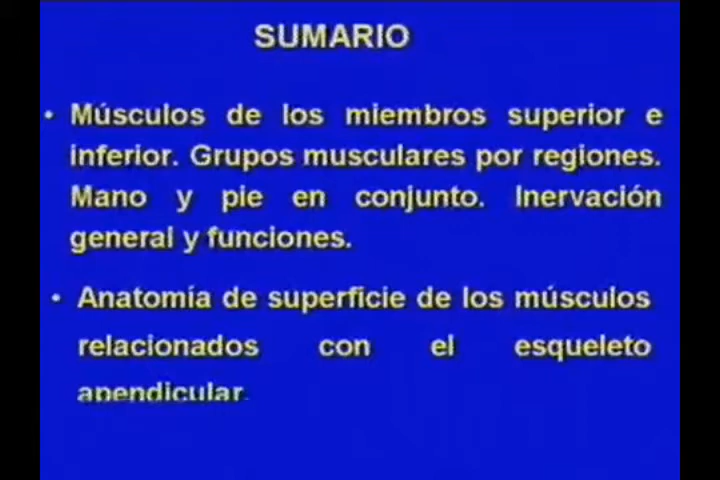 SUMARIO
• Músculos de los miembros superior e
inferior. Grupos musculares por regiones.
Mano y pie en conjunto. Inervación
general y funciones.
• Anatomía de superficie de los músculos
relacionados con el esqueleto
apendicular.